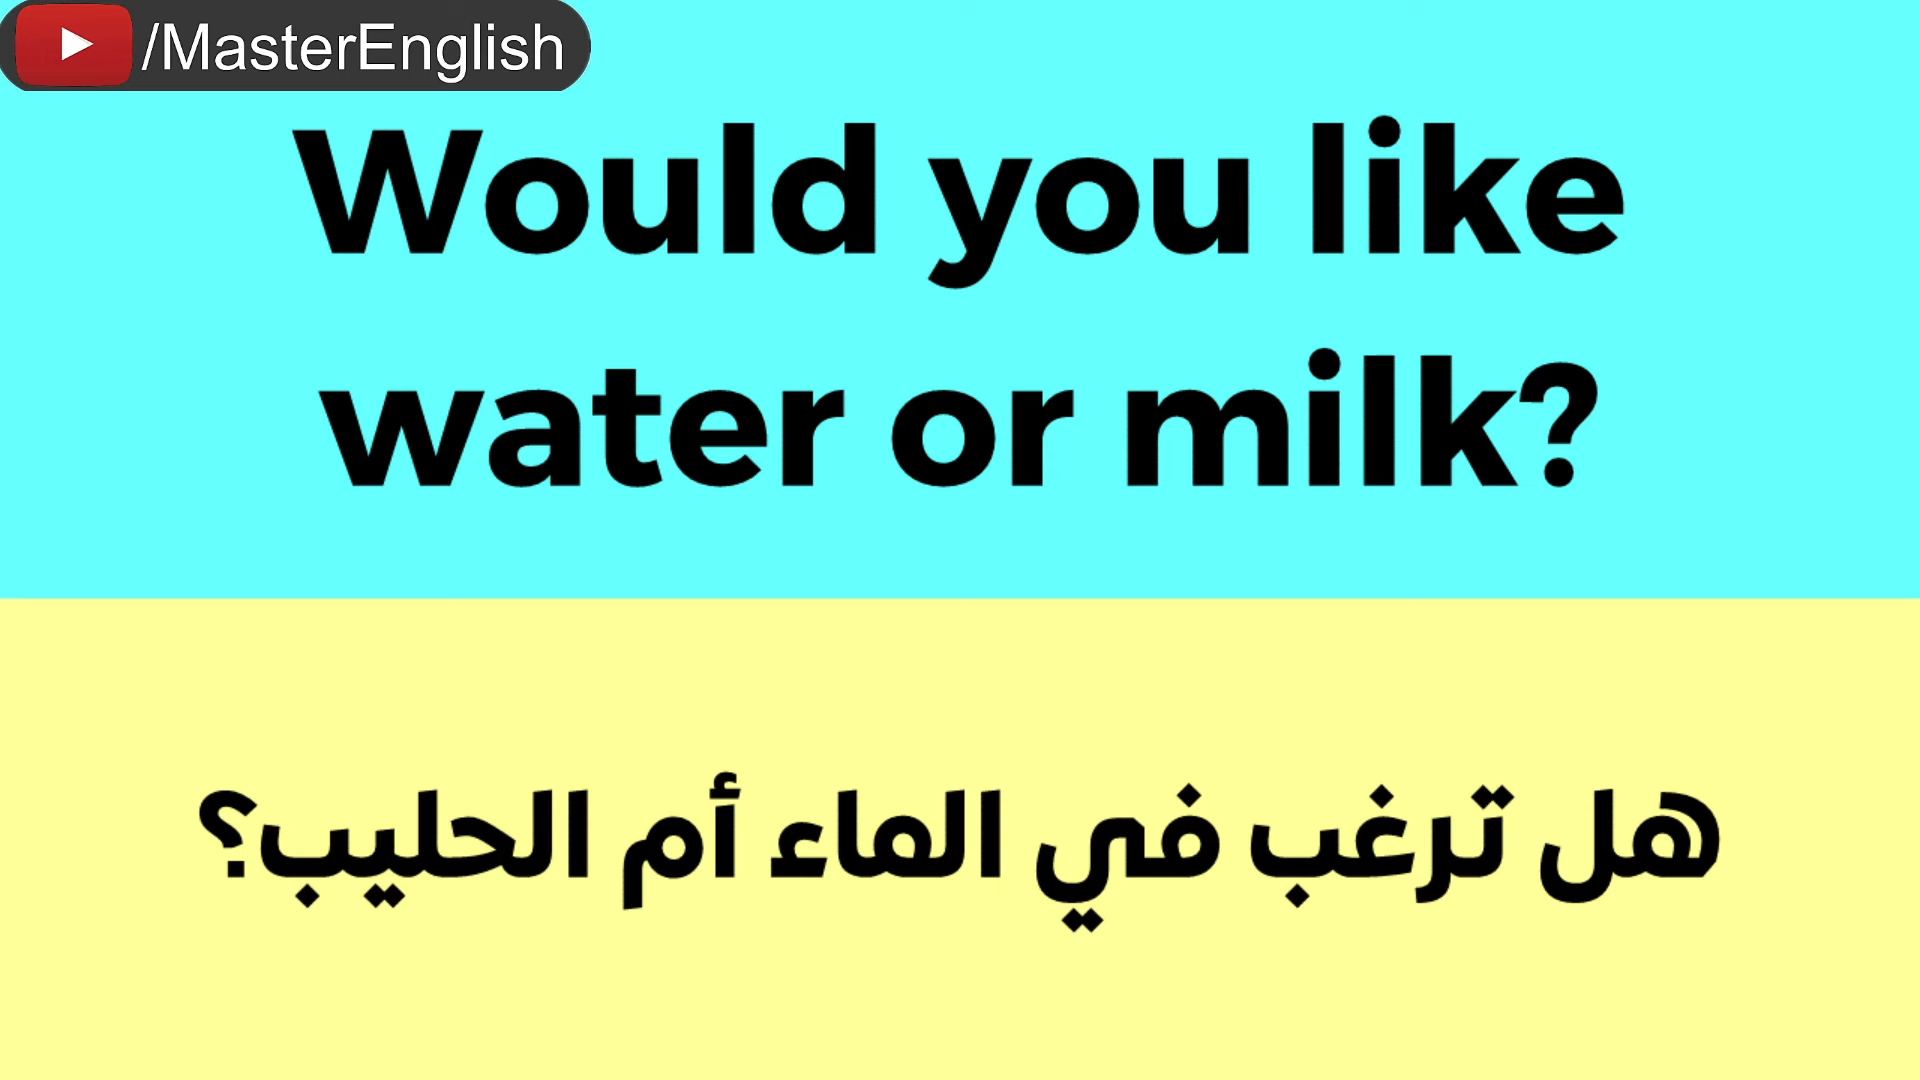 /MasterEnglish
Would you like
water or milk?
هل ترغب في الماء أم الحليب؟